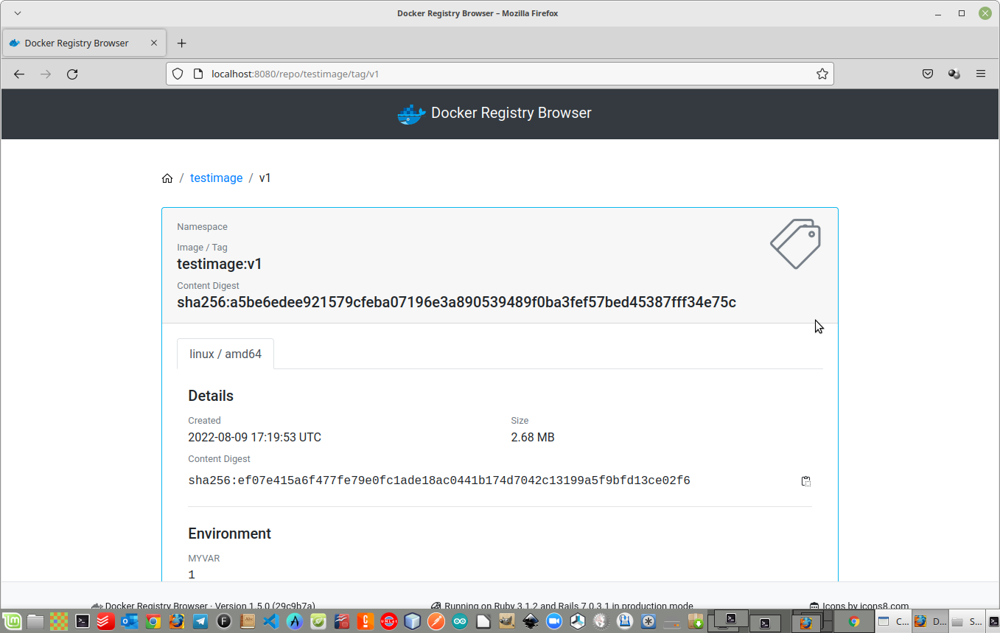 Docker Registry Browser – Mozilla Firefox
Docker Registry Browser
localhost:8080/repo/testimage/tag/v1
Docker Registry Browser
/ testimage / v1
Namespace
Image / Tag
testimage:v1
Content Digest
sha256:a5be6edee921579cfeba07196e3a890539489f0ba3fef57bed45387fff34e75c
linux / amd64
Details
Created Size
2022-08-09 17:19:53 UTC 2.68 MB
Content Digest
sha256:ef07e415a6f477fe79e0fc1ade18ac0441b174d7042c13199a5f9bfd13ce02f6
Environment
MYVAR
1
Docker Registry Browser · Version 1.5.0 (29c9b7a) Running on Ruby 3.1.2 and Rails 7.0.3.1 in production mode Icons by icons8.com
C... D... S...